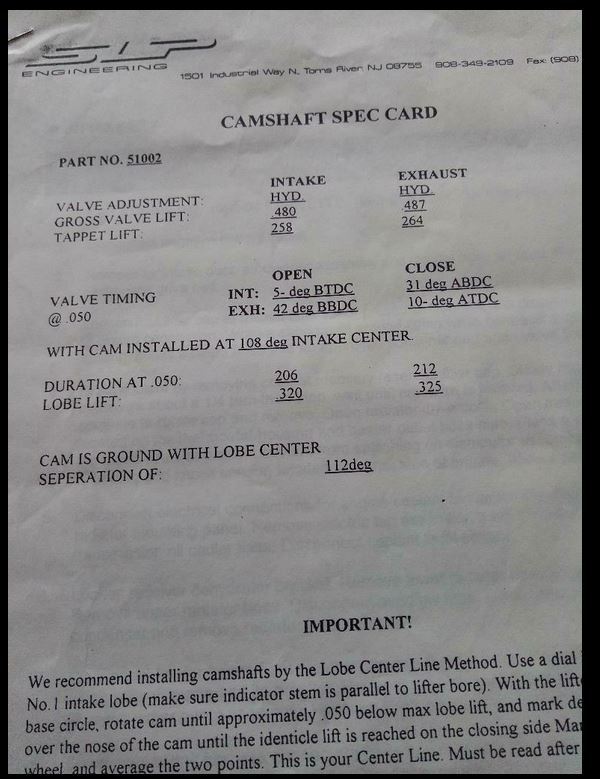 SLP
ENGINEERING 1501 Industrial Way N, Toms River, NJ 08755 908-349-2109 Fax: (908)
CAMSHAFT SPEC CARD
PART NO. 51002
INTAKE EXHAUST
VALVE ADJUSTMENT: HYD. HYD.
GROSS VALVE LIFT: .480 .487
TAPPET LIFT: 258 264
OPEN CLOSE
VALVE TIMING INT: 5- deg BTDC 31 deg ABDC
@ .050 EXH: 42 deg BBDC 10- deg ATDC
WITH CAM INSTALLED AT 108 deg INTAKE CENTER.
DURATION AT .050: 206 212
LOBE LIFT: .320 .325
CAM IS GROUND WITH LOBE CENTER
SEPERATION OF: 112deg
IMPORTANT!
We recommend installing camshafts by the Lobe Center Line Method. Use a dial
No.1 intake lobe (make sure indicator stem is parallel to lifter bore). With the
base circle, rotate cam until approximately .050 below max lobe lift, and mark
over the nose of the cam until the identicle lift is reached on the closing side
wheel, and average the two points. This is your Center Line. Must be read after